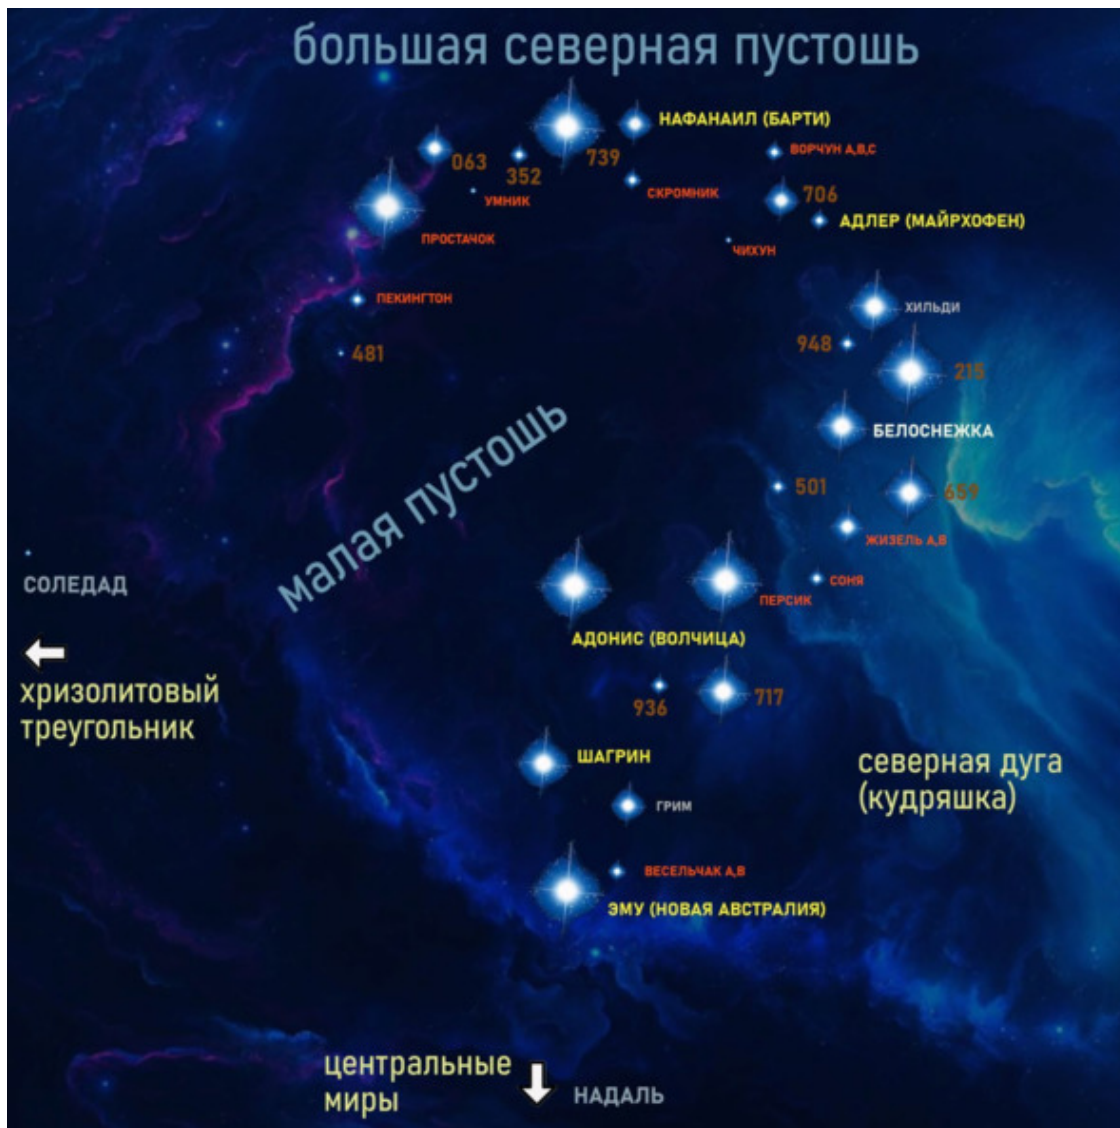 большая северная пустошь
НАФАНАИЛ (БАРТИ)
ВОРЧУН A,B,C
063
352
739
УМНИК
СКРОМНИК
706
АДЛЕР (МАЙРХОФЕН)
ПРОСТАЧОК
ЧИХУН
ПЕКИНГТОН
ХИЛЬДИ
481
948
215
малая пустошь
БЕЛОСНЕЖКА
501
659
ЖИЗЕЛЬ A,B
СОЛЕДАД
СОНЯ
ПЕРСИК
АДОНИС (ВОЛЧИЦА)
хризолитовый
треугольник
936
717
ШАГРИН
северная дуга
(кудряшка)
ГРИМ
ВЕСЕЛЬЧАК A,B
ЭМУ (НОВАЯ АВСТРАЛИЯ)
центральные
миры
НАДАЛЬ